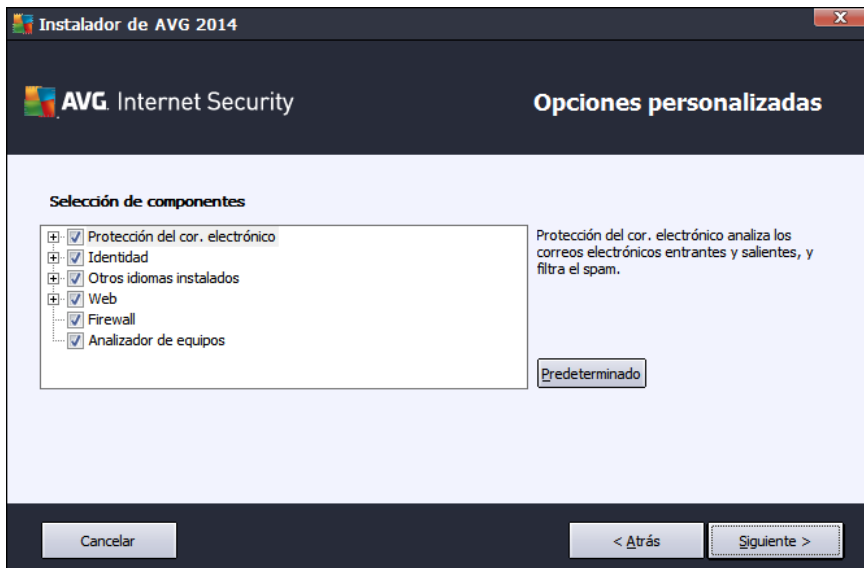 Instalador de AVG 2014
AVG. Internet Security
Opciones personalizadas
Selección de componentes
Protección del cor. electrónico
Identidad
Otros idiomas instalados
Web
Firewall
Analizador de equipos
Protección del cor. electrónico analiza los
correos electrónicos entrantes y salientes, y
filtra el spam.
Predeterminado
Cancelar
< Atrás
Siguiente >